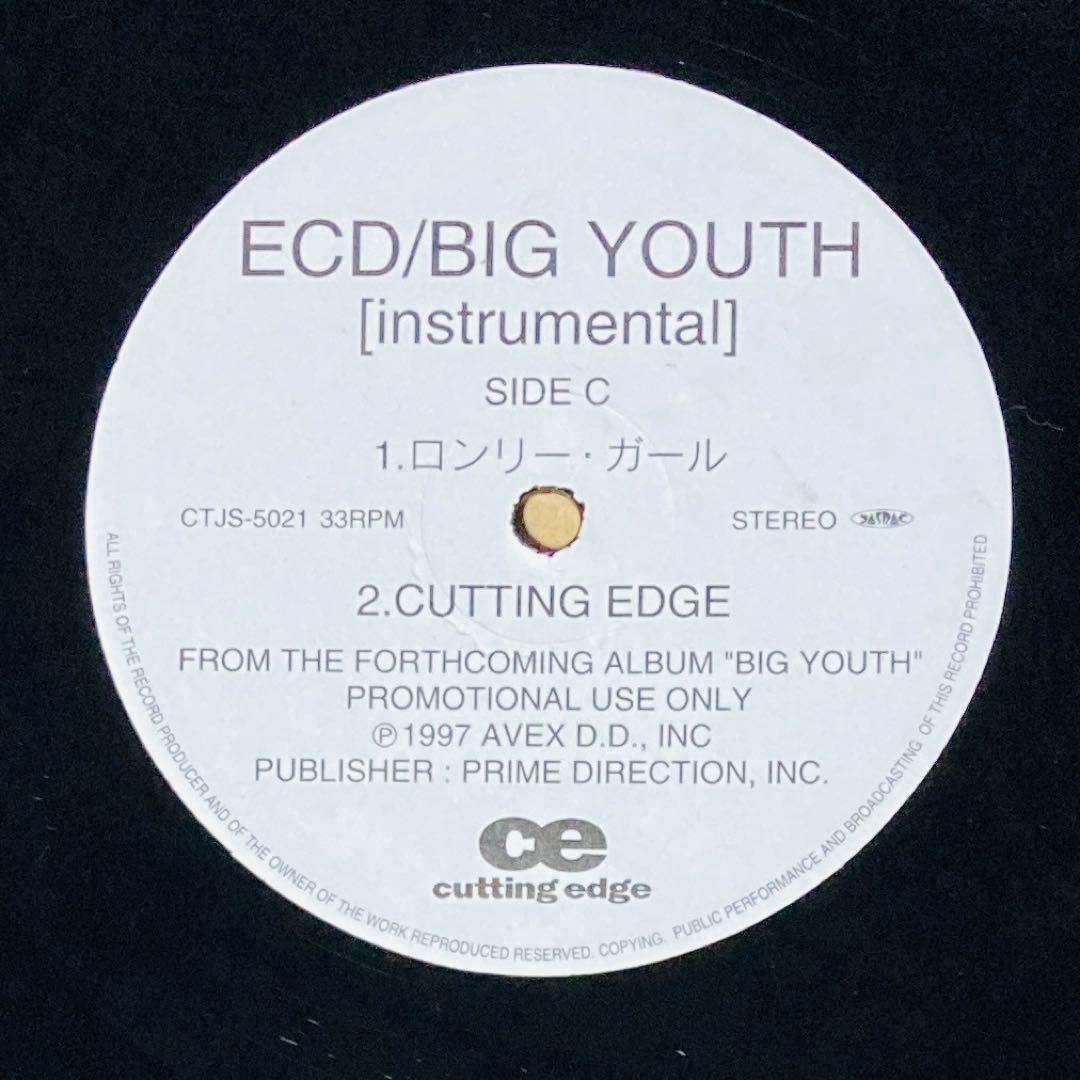 ECD/BIG YOUTH
[instrumental]
SIDE C
1.ロンリー・ガール
CTJS-5021 33RPM
STEREO JASRAC
2.CUTTING EDGE
FROM THE FORTHCOMING ALBUM "BIG YOUTH"
PROMOTIONAL USE ONLY
Ⓟ1997 AVEX D.D., INC
PUBLISHER : PRIME DIRECTION, INC.
ce
cutting edge
ALL RIGHTS OF THE RECORD PRODUCER AND OF THE OWNER OF THE WORK REPRODUCED RESERVED. COPYING, PUBLIC PERFORMANCE AND BROADCASTING OF THIS RECORD PROHIBITED